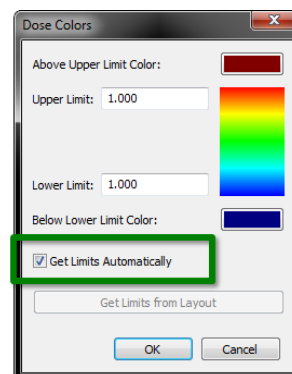 Dose Colors
Above Upper Limit Color:
Upper Limit: 1.000
Lower Limit: 1.000
Below Lower Limit Color:
Get Limits Automatically
Get Limits from Layout
OK Cancel